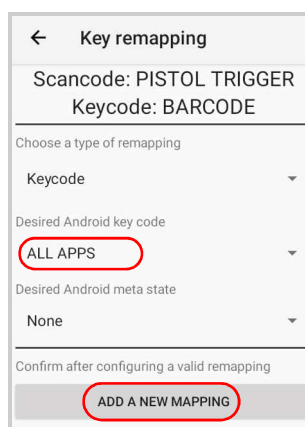 Key remapping
Scancode: PISTOL TRIGGER
Keycode: BARCODE
Choose a type of remapping
Keycode
Desired Android key code
ALL APPS
Desired Android meta state
None
Confirm after configuring a valid remapping
ADD A NEW MAPPING